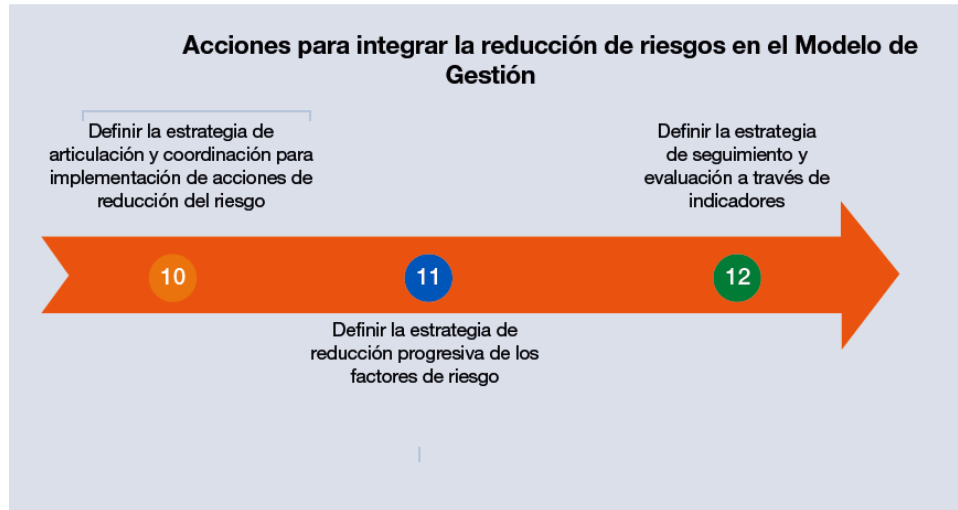 Acciones para integrar la reducción de riesgos en el Modelo de
Gestión
Definir la estrategia de
articulación y coordinación para
implementación de acciones de
reducción del riesgo
Definir la estrategia
de seguimiento y
evaluación a través de
indicadores
10
11
12
Definir la estrategia de
reducción progresiva de los
factores de riesgo